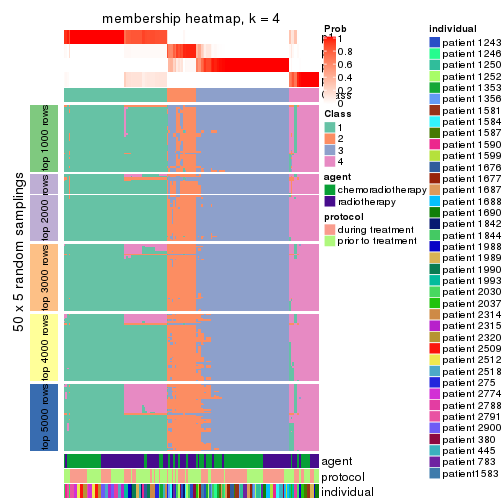 membership heatmap, k = 4
Prob
1
0.8
0.6
0.4
0.2
0
Class
1
2
3
4
agent
chemoradiotherapy
radiotherapy
protocol
during treatment
prior to treatment
50 x 5 random samplings
top 1000 rows
top 2000 rows
top 3000 rows
top 4000 rows
top 5000 rows
agent
protocol
individual
individual
patient 1243
patient 1246
patient 1250
patient 1252
patient 1353
patient 1356
patient 1581
patient 1584
patient 1587
patient 1590
patient 1599
patient 1676
patient 1677
patient 1687
patient 1688
patient 1690
patient 1842
patient 1844
patient 1988
patient 1989
patient 1990
patient 1993
patient 2030
patient 2037
patient 2314
patient 2315
patient 2320
patient 2509
patient 2512
patient 2518
patient 275
patient 2774
patient 2788
patient 2791
patient 2900
patient 380
patient 445
patient 783
patient1583